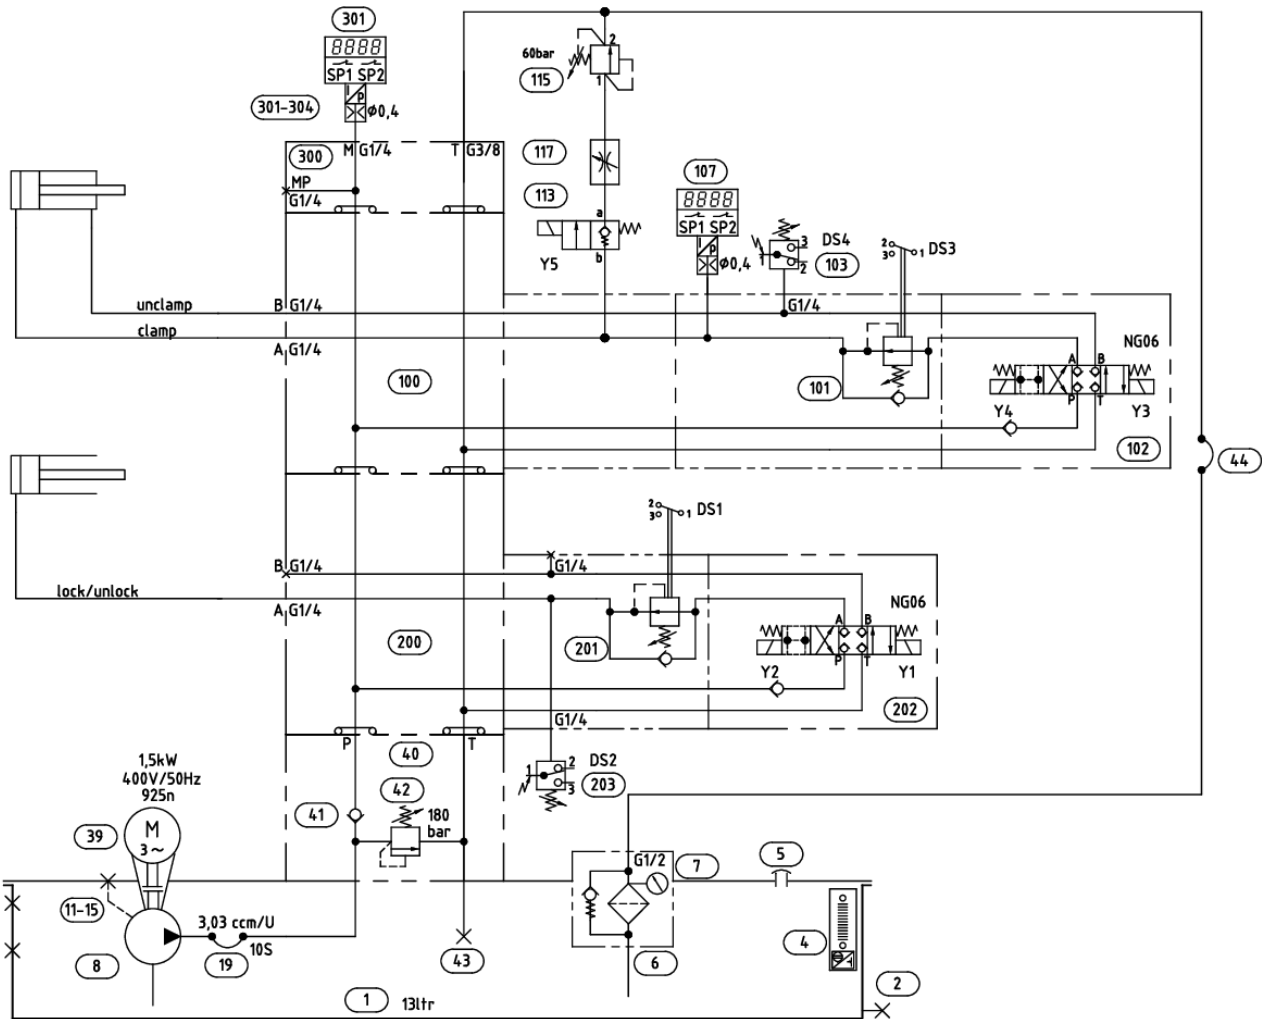 301
8888
SP1 SP2
I
p
301-304
Ø0,4
300
M G1/4
T G3/8
MP
G1/4
60bar
2
1
115
117
113
a
b
Y5
107
8888
SP1 SP2
I
p
Ø0,4
DS4
3
1
2
103
2
3
1
DS3
unclamp
B G1/4
G1/4
clamp
A G1/4
NG06
A
B
P
T
Y4
Y3
100
101
102
44
2
3
1
DS1
B G1/4
G1/4
lock/unlock
A G1/4
NG06
A
B
P
T
Y2
Y1
200
201
202
G1/4
P
T
40
DS2
1
2
3
203
1,5kW
400V/50Hz
925n
42
180
bar
41
39
M
3~
G1/2
7
5
11-15
3,03 ccm/U
10S
8
19
43
6
4
2
1
13ltr